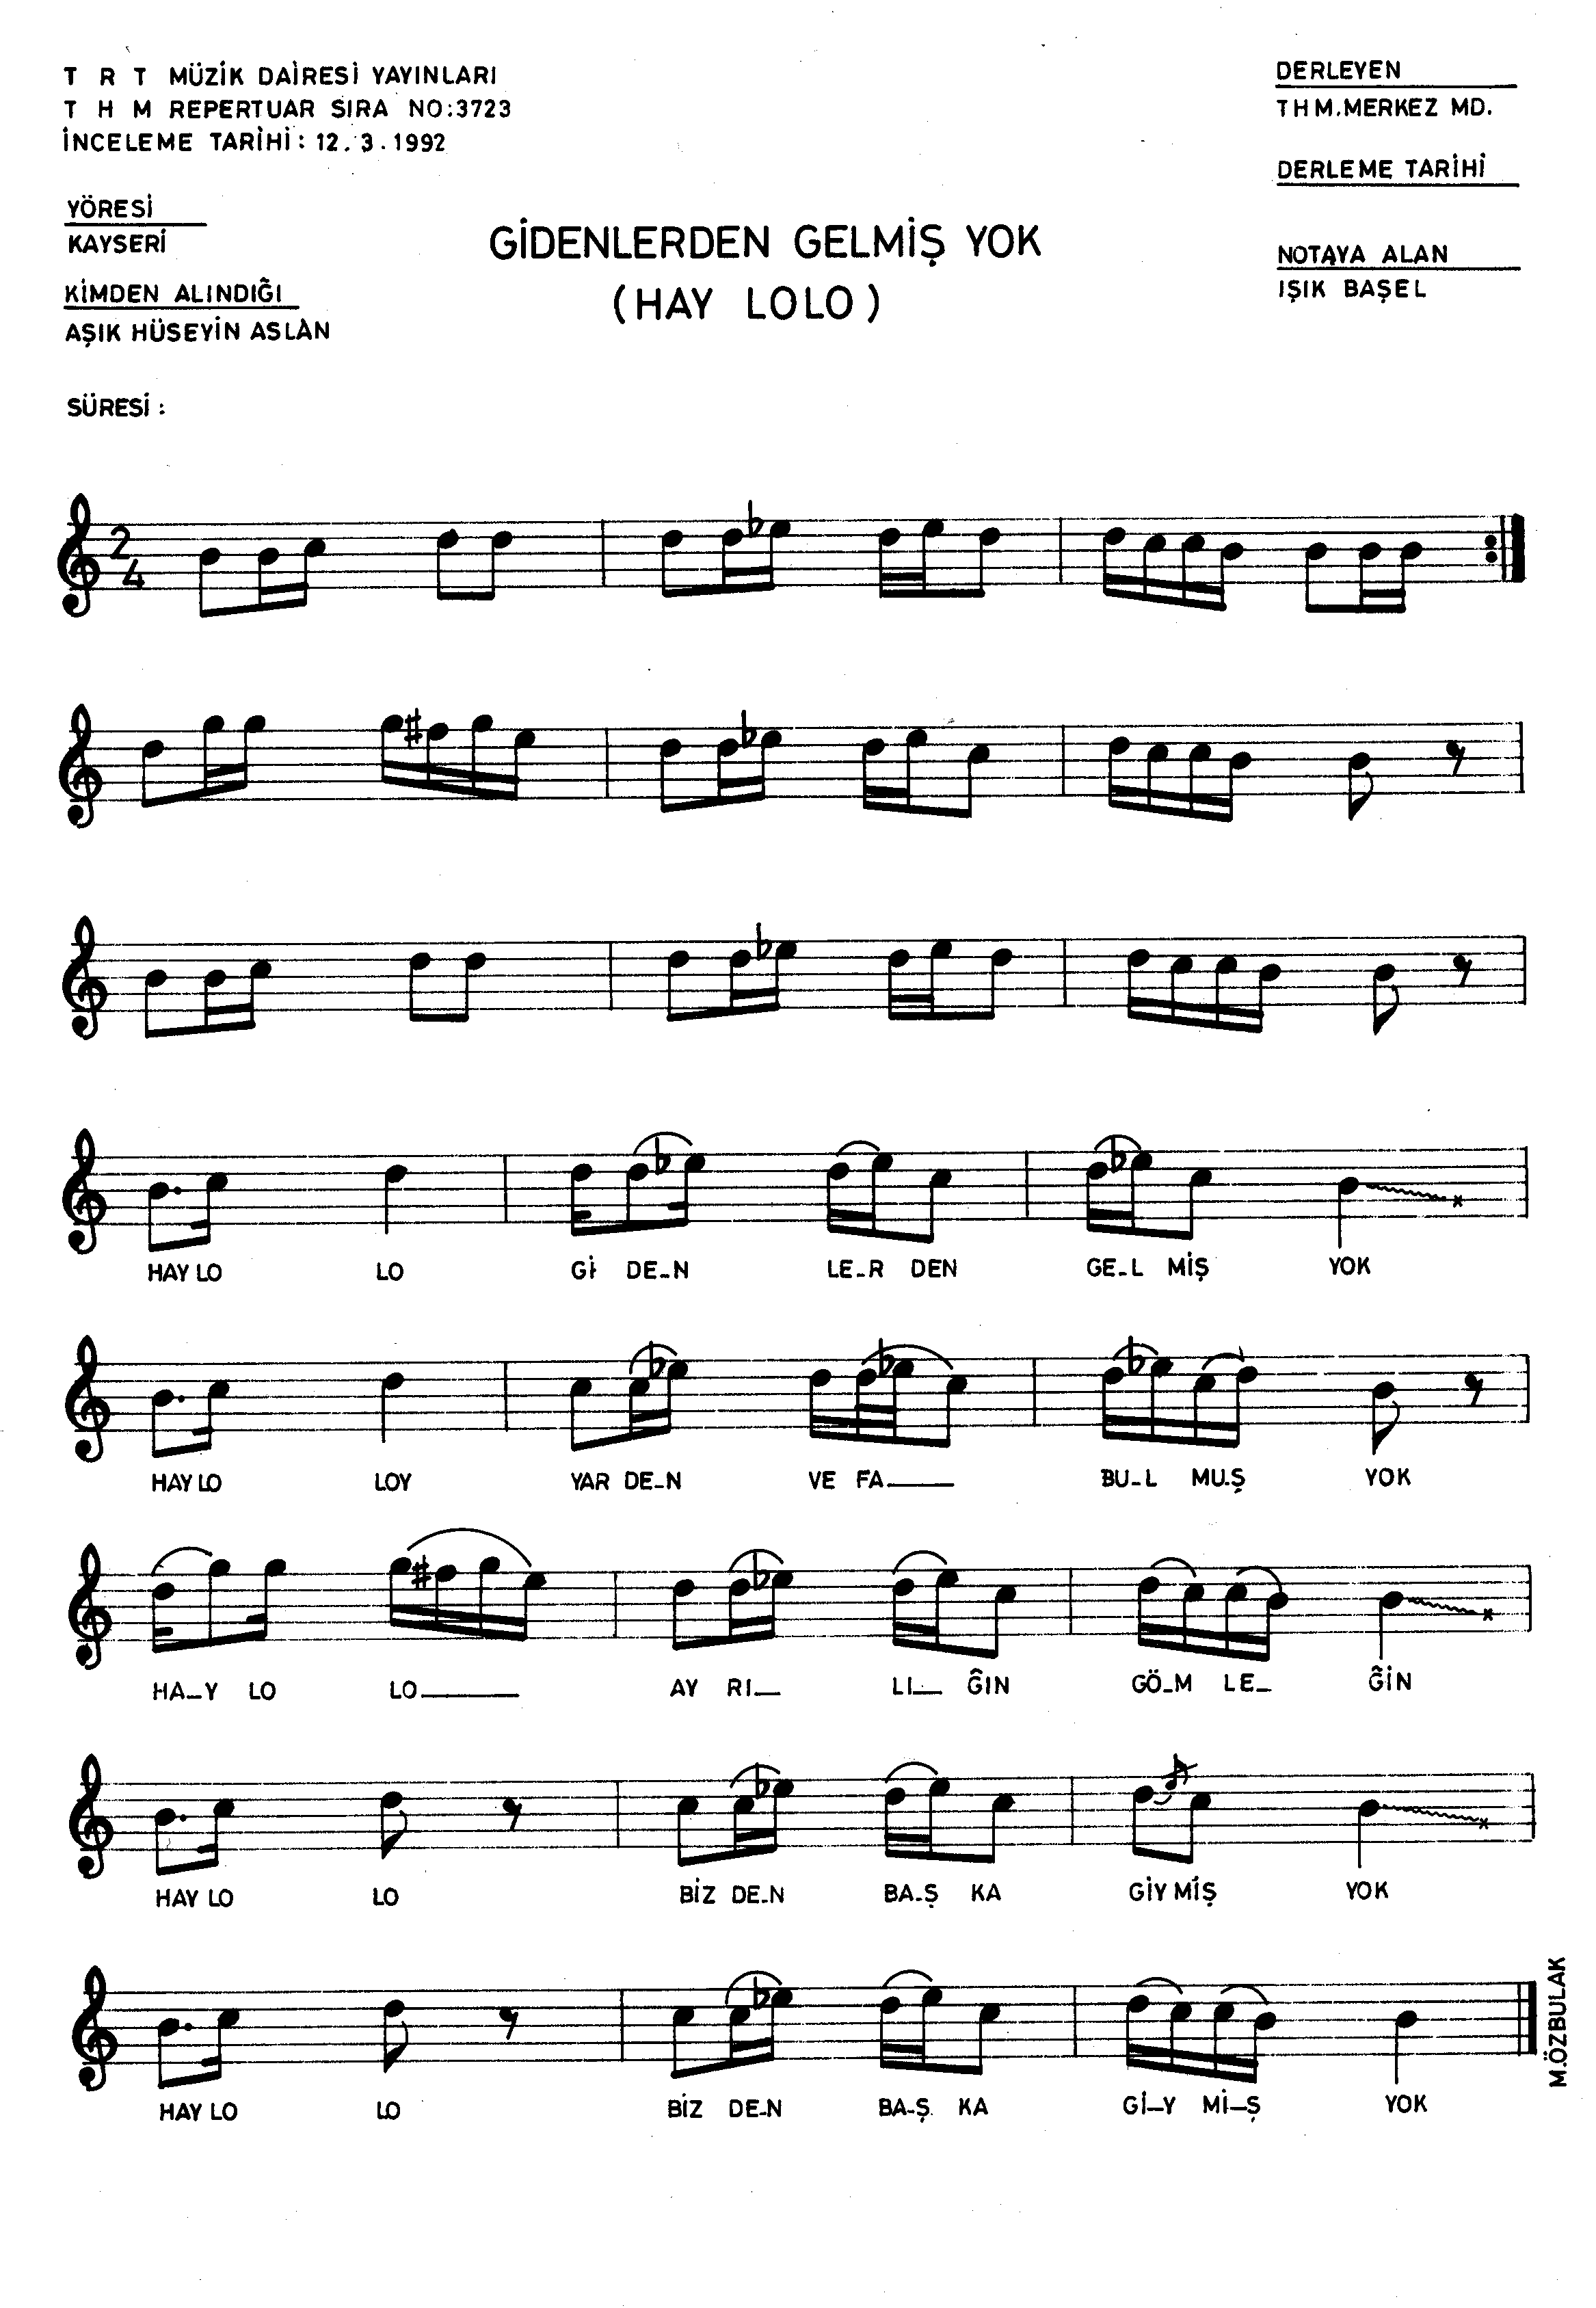 T R T MÜZİK DAİRESİ YAYINLARI
T H M REPERTUAR SIRA NO:3723
İNCELEME TARİHİ: 12.3.1992
DERLEYEN
THM.MERKEZ MD.
DERLEME TARİHİ
YÖRESİ
KAYSERİ
GİDENLERDEN GELMİŞ YOK
(HAY LOLO)
NOTAYA ALAN
IŞIK BAŞEL
KİMDEN ALINDIĞI
AŞIK HÜSEYİN ASLAN
SÜRESİ :
2
4
HAY LO LO Gİ DE_N LE_R DEN GE_L MİŞ YOK
HAY LO LOY YAR DE_N VE FA___ BU_L MU_Ş YOK
HA_Y LO LO___ AY RI_ LI_ ĞIN GÖ_M LE_ ĞİN
HAY LO LO BİZ DE_N BA_Ş KA GİY MİŞ YOK
HAY LO LO BİZ DE_N BA_Ş KA Gİ_Y Mİ_Ş YOK
M.ÖZBULAK